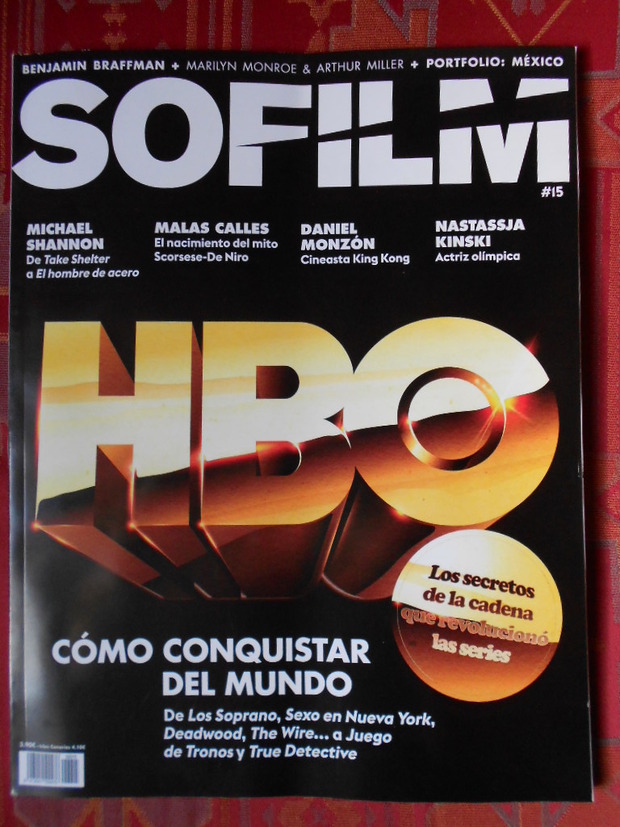 BENJAMIN BRAFFMAN + MARILYN MONROE & ARTHUR MILLER + PORTFOLIO: MÉXICO
SOFILM
#15
MICHAEL
SHANNON
De Take Shelter
a El hombre de acero
MALAS CALLES
El nacimiento del mito
Scorsese-De Niro
DANIEL
MONZÓN
Cineasta King Kong
NASTASSJA
KINSKI
Actriz olímpica
HBO
Los secretos
de la cadena
que revolucionó
las series
CÓMO CONQUISTAR
DEL MUNDO
De Los Soprano, Sexo en Nueva York,
Deadwood, The Wire... a Juego
de Tronos y True Detective